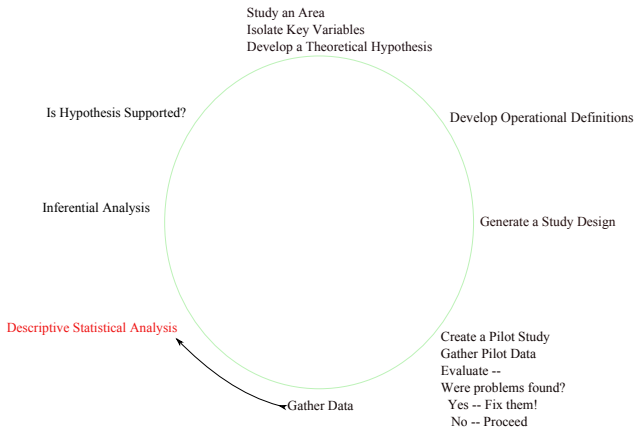 Study an Area
Isolate Key Variables
Develop a Theoretical Hypothesis
Develop Operational Definitions
Generate a Study Design
Create a Pilot Study
Gather Pilot Data
Evaluate --
Were problems found?
Yes -- Fix them!
No -- Proceed
Gather Data
Descriptive Statistical Analysis
Inferential Analysis
Is Hypothesis Supported?